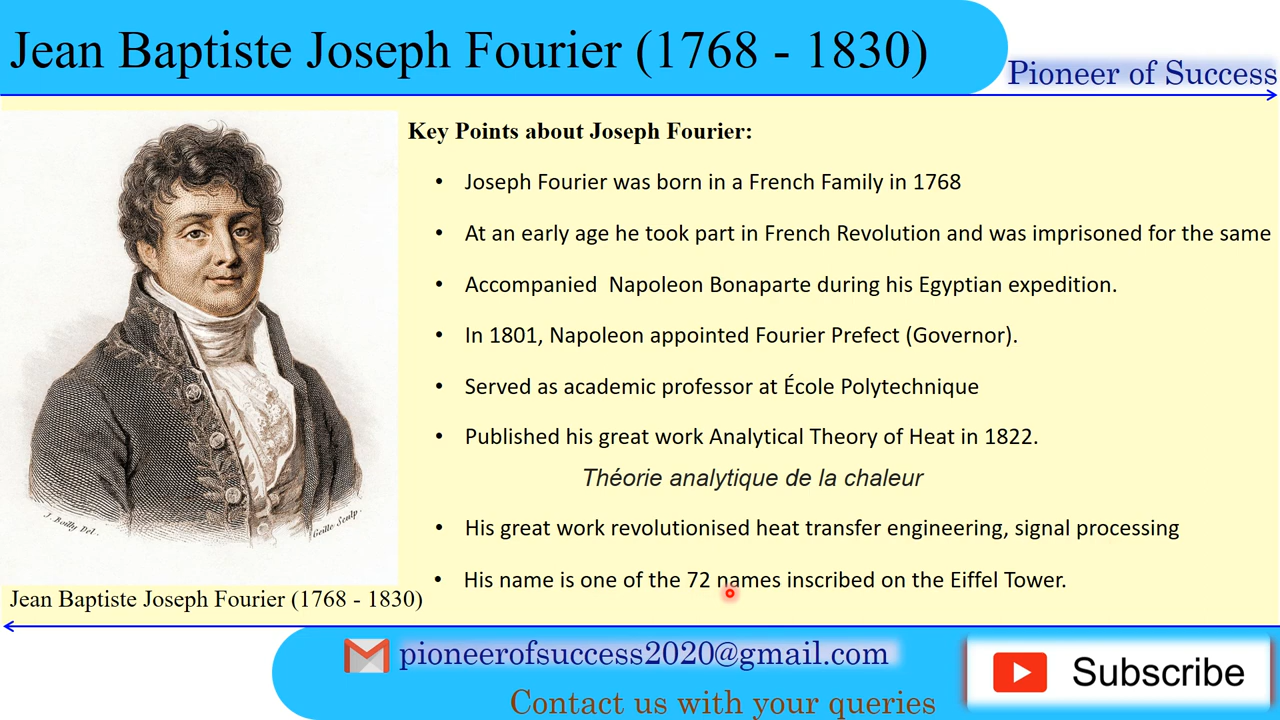 Jean Baptiste Joseph Fourier (1768 - 1830)
Pioneer of Success
Key Points about Joseph Fourier:
• Joseph Fourier was born in a French Family in 1768
• At an early age he took part in French Revolution and was imprisoned for the same
• Accompanied Napoleon Bonaparte during his Egyptian expedition.
• In 1801, Napoleon appointed Fourier Prefect (Governor).
• Served as academic professor at École Polytechnique
• Published his great work Analytical Theory of Heat in 1822.
Théorie analytique de la chaleur
• His great work revolutionised heat transfer engineering, signal processing
• His name is one of the 72 names inscribed on the Eiffel Tower.
J. Boilly Del.
Geille Sculp.
Jean Baptiste Joseph Fourier (1768 - 1830)
pioneerofsuccess2020@gmail.com
Contact us with your queries
Subscribe